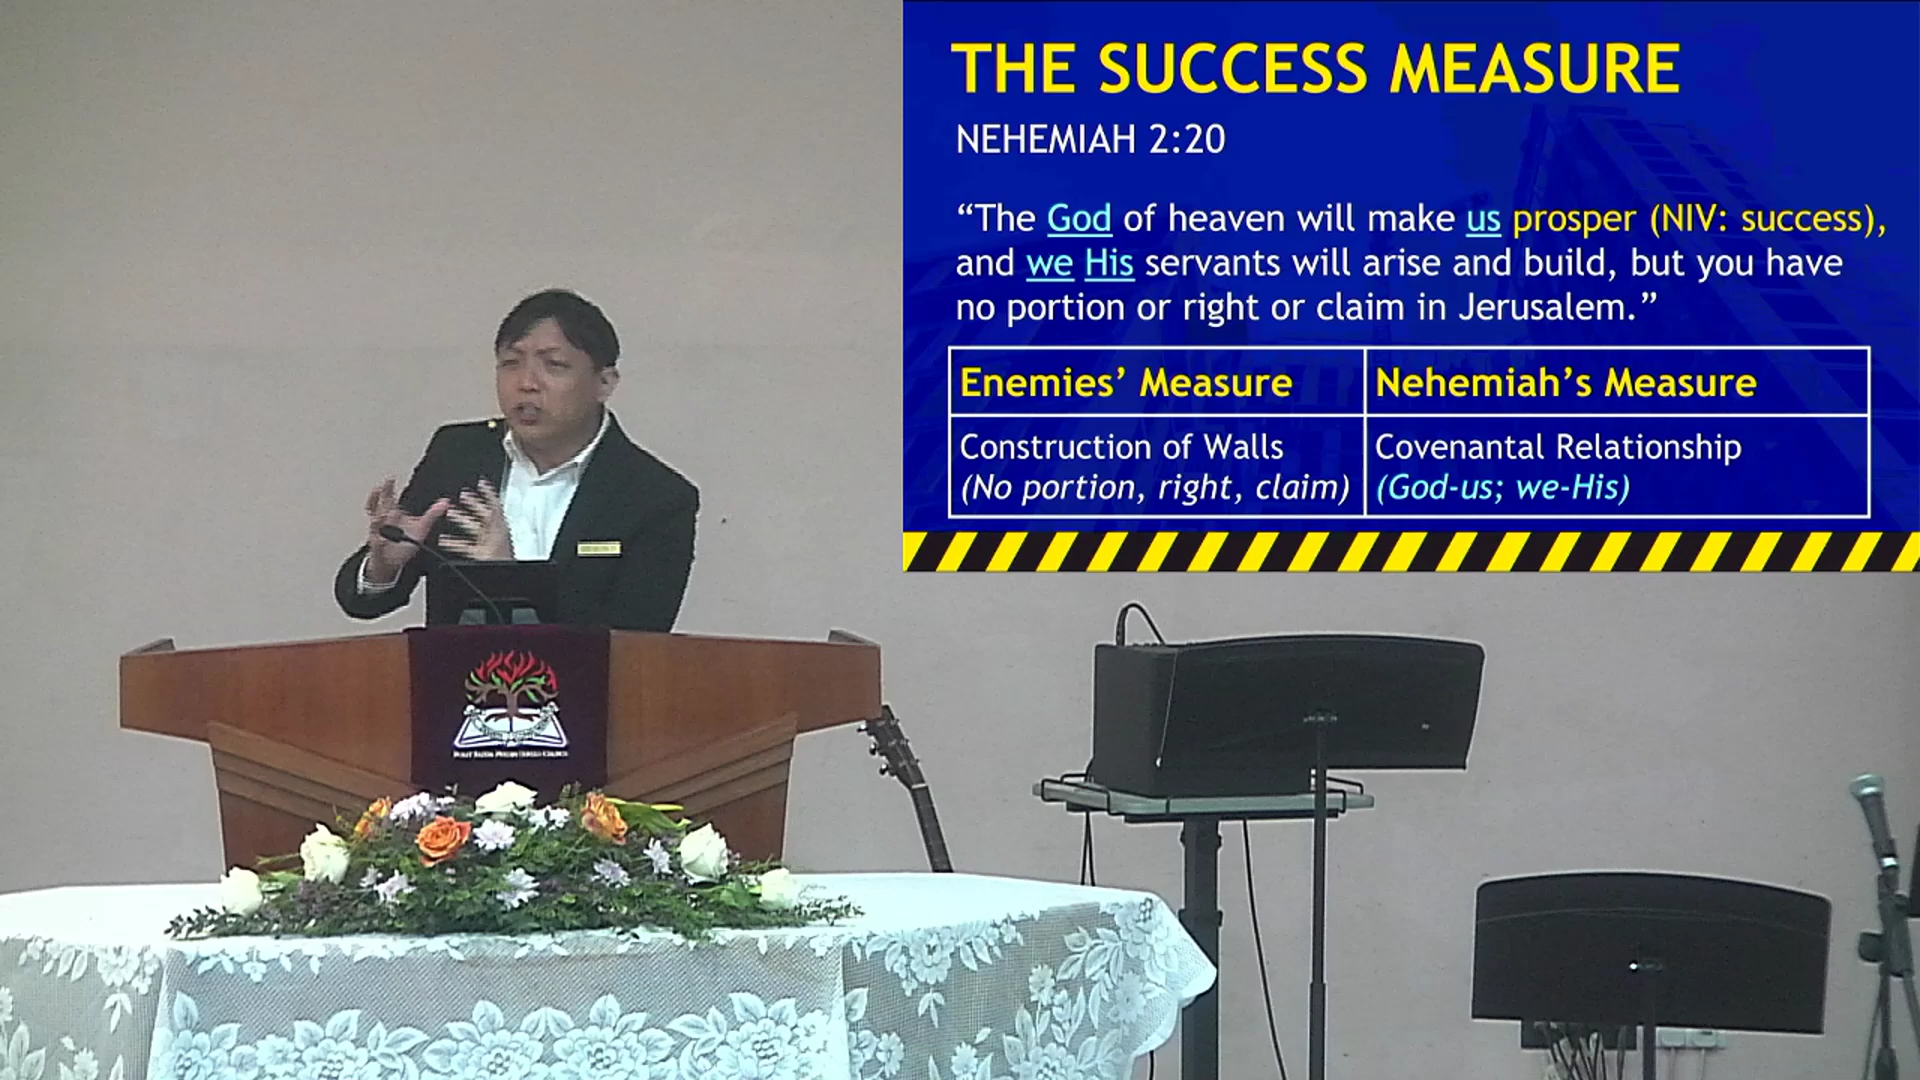 THE SUCCESS MEASURE
NEHEMIAH 2:20
“The God of heaven will make us prosper (NIV: success),
and we His servants will arise and build, but you have
no portion or right or claim in Jerusalem.”
Enemies’ Measure
Nehemiah’s Measure
Construction of Walls
(No portion, right, claim)
Covenantal Relationship
(God-us; we-His)